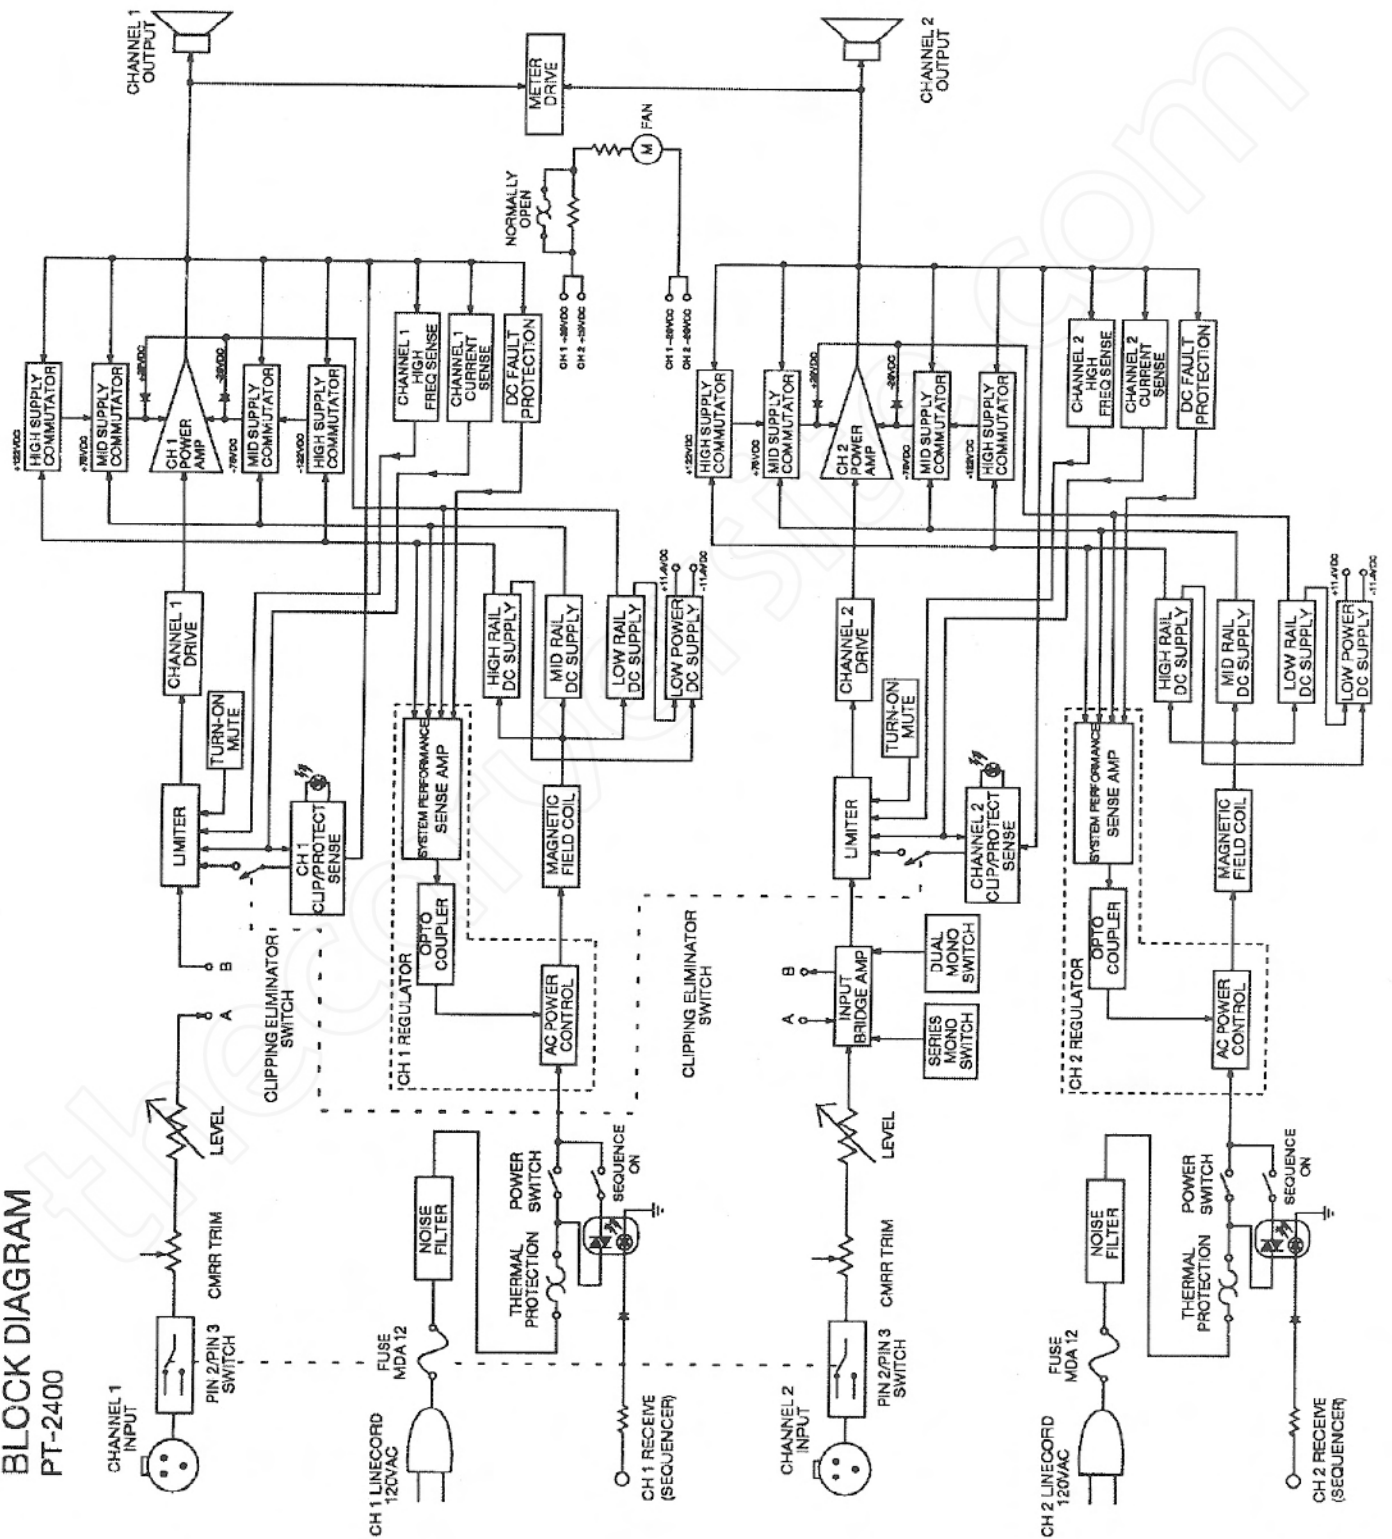 BLOCK DIAGRAM
PT-2400
CHANNEL 1
INPUT
PIN 2/PIN 3
SWITCH
CMRR TRIM
LEVEL
A
B
CLIPPING ELIMINATOR
SWITCH
LIMITER
TURN-ON
MUTE
CH 1
CLIP/PROTECT
SENSE
CHANNEL 1
DRIVE
+122VDC
HIGH SUPPLY
COMMUTATOR
+75VDC
MID SUPPLY
COMMUTATOR
CH 1
POWER
AMP
-75VDC
MID SUPPLY
COMMUTATOR
-122VDC
HIGH SUPPLY
COMMUTATOR
CHANNEL 1
HIGH
FREQ SENSE
CHANNEL 1
CURRENT
SENSE
DC FAULT
PROTECTION
CHANNEL 1
OUTPUT
METER
DRIVE
CH 1 LINECORD
120VAC
FUSE
MDA 12
NOISE
FILTER
THERMAL
PROTECTION
POWER
SWITCH
SEQUENCE
ON
CH 1 RECEIVE
(SEQUENCER)
CH 1 REGULATOR
AC POWER
CONTROL
OPTO
COUPLER
SYSTEM PERFORMANCE
SENSE AMP
MAGNETIC
FIELD COIL
HIGH RAIL
DC SUPPLY
MID RAIL
DC SUPPLY
LOW RAIL
DC SUPPLY
LOW POWER
DC SUPPLY
NORMALLY
OPEN
M
FAN
CHANNEL 2
INPUT
PIN 2/PIN 3
SWITCH
CMRR TRIM
LEVEL
A
B
INPUT
BRIDGE AMP
SERIES
MONO
SWITCH
DUAL
MONO
SWITCH
CLIPPING ELIMINATOR
SWITCH
LIMITER
TURN-ON
MUTE
CHANNEL 2
CLIP/PROTECT
SENSE
CHANNEL 2
DRIVE
+122VDC
HIGH SUPPLY
COMMUTATOR
+75VDC
MID SUPPLY
COMMUTATOR
CH 2
POWER
AMP
-75VDC
MID SUPPLY
COMMUTATOR
-122VDC
HIGH SUPPLY
COMMUTATOR
CHANNEL 2
HIGH
FREQ SENSE
CHANNEL 2
CURRENT
SENSE
DC FAULT
PROTECTION
CHANNEL 2
OUTPUT
CH 2 LINECORD
120VAC
FUSE
MDA 12
NOISE
FILTER
THERMAL
PROTECTION
POWER
SWITCH
SEQUENCE
ON
CH 2 RECEIVE
(SEQUENCER)
CH 2 REGULATOR
AC POWER
CONTROL
OPTO
COUPLER
SYSTEM PERFORMANCE
SENSE AMP
MAGNETIC
FIELD COIL
HIGH RAIL
DC SUPPLY
MID RAIL
DC SUPPLY
LOW RAIL
DC SUPPLY
LOW POWER
DC SUPPLY